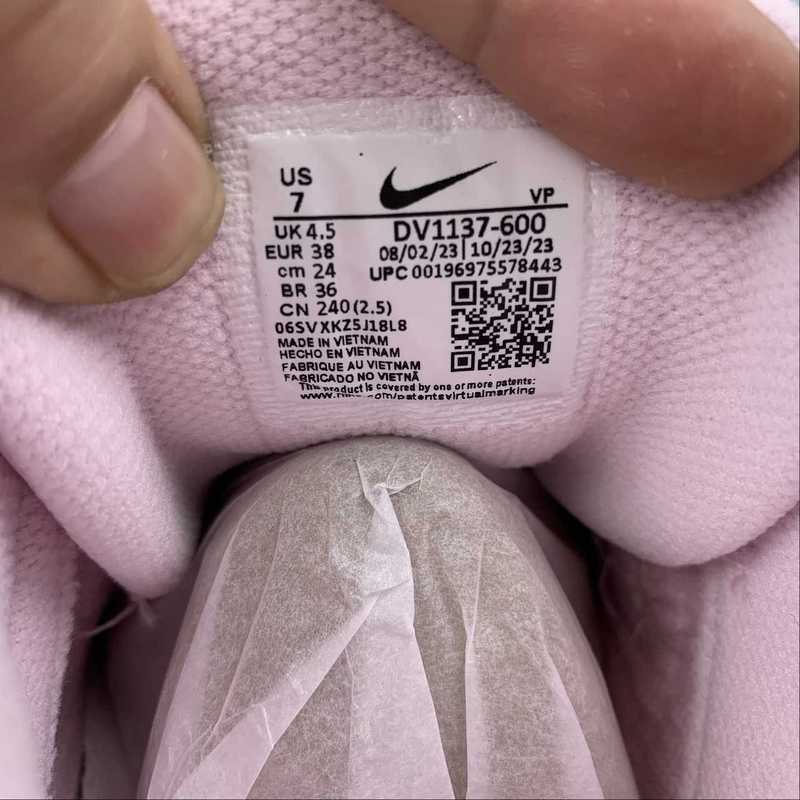 US
7
VP
UK 4.5
DV1137-600
EUR 38
08/02/23|10/23/23
cm 24
UPC 00196975578443
BR 36
CN 240(2.5)
06SVXKZ5J18L8
MADE IN VIETNAM
HECHO EN VIETNAM
FABRIQUE AU VIETNAM
FABRICADO NO VIETNÃ
This product is covered by one or more patents:
/patentsvirtualmarking